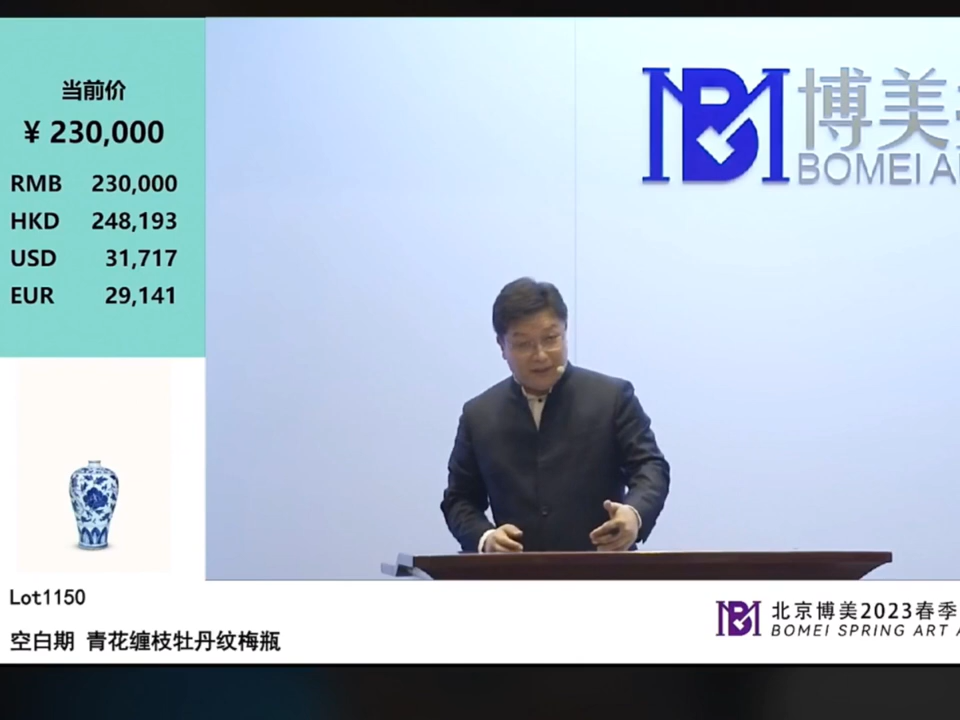 当前价
¥ 230,000
RMB 230,000
HKD 248,193
USD 31,717
EUR 29,141
博美
BOMEI A
Lot1150
空白期 青花缠枝牡丹纹梅瓶
北京博美2023春季
BOMEI SPRING ART